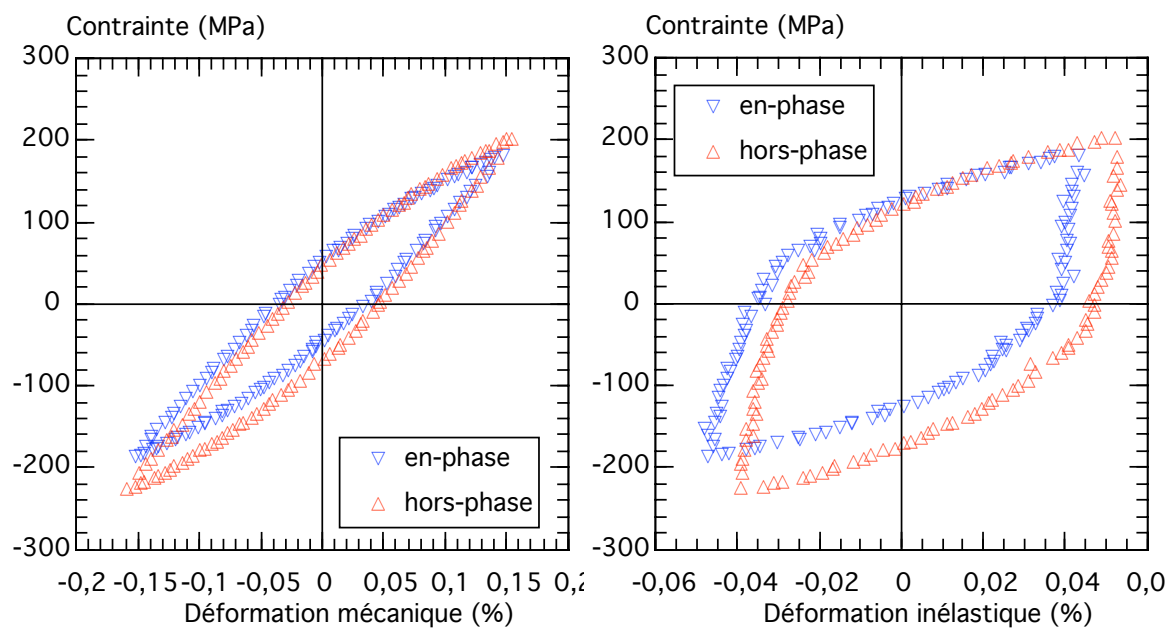 Contrainte (MPa)
300
200
100
0
-100
-200
-300
-0,2 -0,15 -0,1 -0,05 0 0,05 0,1 0,15 0,2
Déformation mécanique (%)
en-phase
hors-phase
Contrainte (MPa)
300
200
100
0
-100
-200
-300
-0,06 -0,04 -0,02 0 0,02 0,04 0,0
Déformation inélastique (%)
en-phase
hors-phase